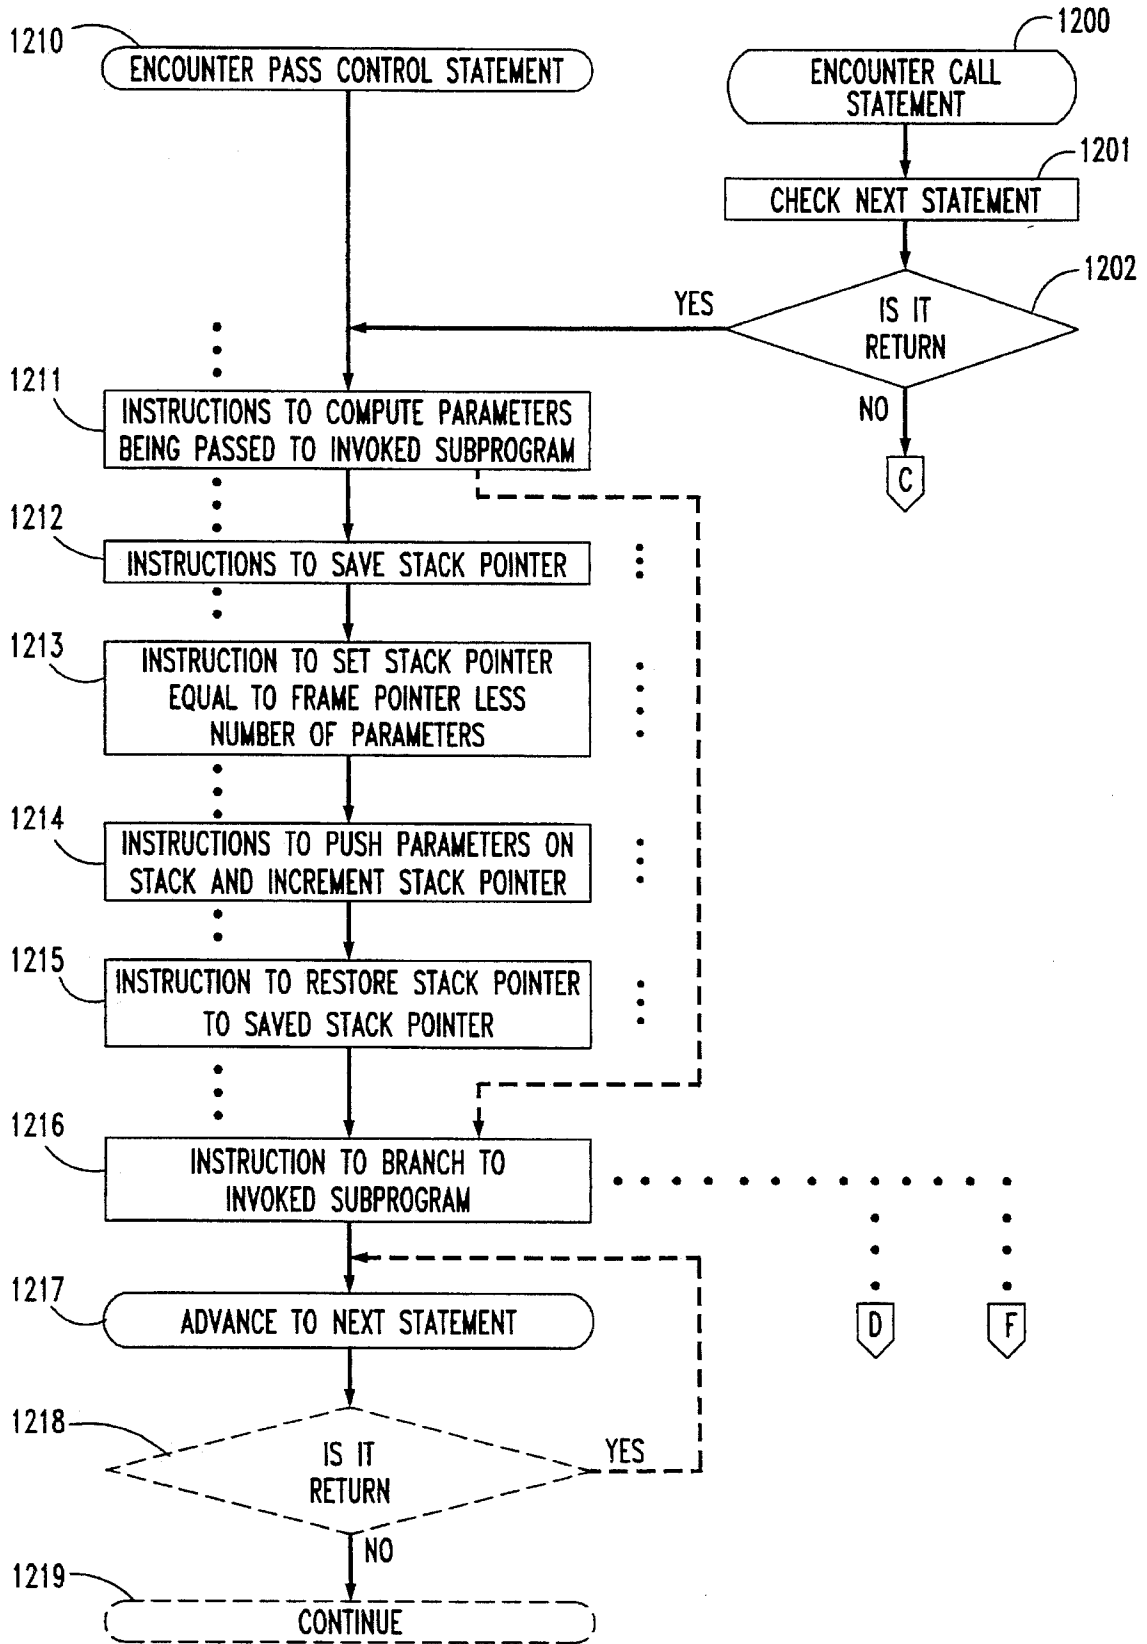 1210
ENCOUNTER PASS CONTROL STATEMENT
1200
ENCOUNTER CALL
STATEMENT
1201
CHECK NEXT STATEMENT
1202
IS IT
RETURN
YES
NO
C
1211
INSTRUCTIONS TO COMPUTE PARAMETERS
BEING PASSED TO INVOKED SUBPROGRAM
1212
INSTRUCTIONS TO SAVE STACK POINTER
1213
INSTRUCTION TO SET STACK POINTER
EQUAL TO FRAME POINTER LESS
NUMBER OF PARAMETERS
1214
INSTRUCTIONS TO PUSH PARAMETERS ON
STACK AND INCREMENT STACK POINTER
1215
INSTRUCTION TO RESTORE STACK POINTER
TO SAVED STACK POINTER
1216
INSTRUCTION TO BRANCH TO
INVOKED SUBPROGRAM
D
F
1217
ADVANCE TO NEXT STATEMENT
1218
IS IT
RETURN
YES
NO
1219
CONTINUE